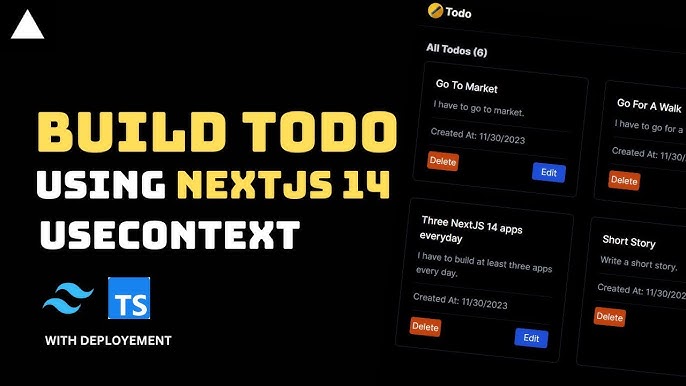 BUILD TODO
USING NEXTJS 14
USECONTEXT
TS
WITH DEPLOYEMENT
Todo
All Todos (6)
Go To Market
I have to go to market.
Created At: 11/30/2023
Delete
Edit
Go For A Walk
I have to go for a
Created At: 11/30/202
Delete
Three NextJS 14 apps
everyday
I have to build at least three apps
every day.
Created At: 11/30/2023
Delete
Edit
Short Story
Write a short story.
Created At: 11/30/202
Delete